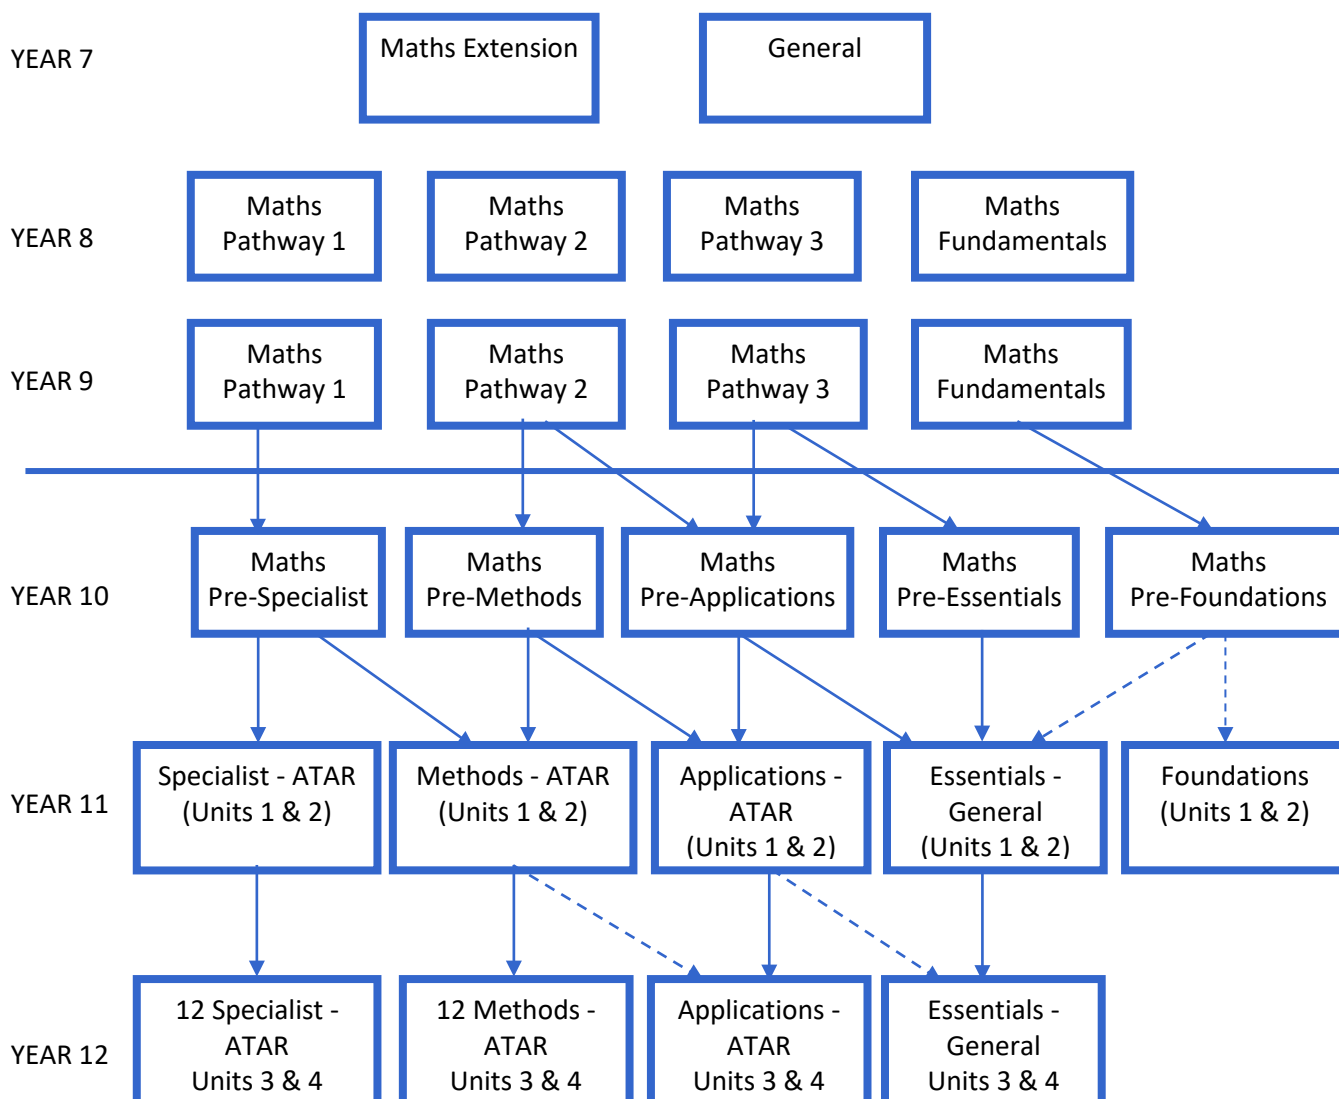 YEAR 7
Maths Extension
General
YEAR 8
Maths
Pathway 1
Maths
Pathway 2
Maths
Pathway 3
Maths
Fundamentals
YEAR 9
Maths
Pathway 1
Maths
Pathway 2
Maths
Pathway 3
Maths
Fundamentals
YEAR 10
Maths
Pre-Specialist
Maths
Pre-Methods
Maths
Pre-Applications
Maths
Pre-Essentials
Maths
Pre-Foundations
YEAR 11
Specialist - ATAR
(Units 1 & 2)
Methods - ATAR
(Units 1 & 2)
Applications -
ATAR
(Units 1 & 2)
Essentials -
General
(Units 1 & 2)
Foundations
(Units 1 & 2)
YEAR 12
12 Specialist -
ATAR
Units 3 & 4
12 Methods -
ATAR
Units 3 & 4
Applications -
ATAR
Units 3 & 4
Essentials -
General
Units 3 & 4